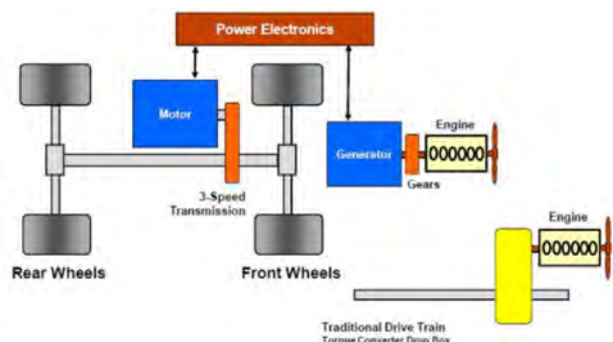 Power Electronics
Motor
Engine
Generator
Gears
3-Speed
Transmission
Rear Wheels
Front Wheels
Engine
Traditional Drive Train
Torque Converter Drop Box